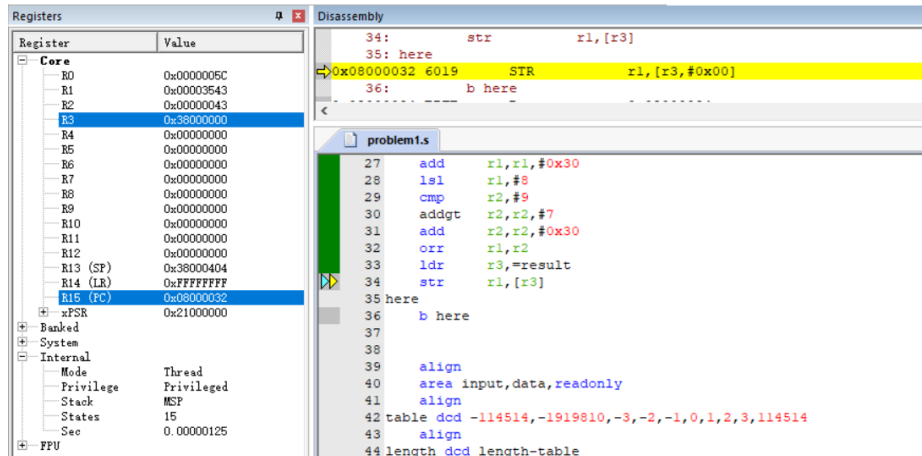 Registers
Register Value
Core
R0 0x0000005C
R1 0x00003543
R2 0x00000043
R3 0x38000000
R4 0x00000000
R5 0x00000000
R6 0x00000000
R7 0x00000000
R8 0x00000000
R9 0x00000000
R10 0x00000000
R11 0x00000000
R12 0x00000000
R13 (SP) 0x38000404
R14 (LR) 0xFFFFFFFF
R15 (PC) 0x08000032
xPSR 0x21000000
Banked
System
Internal
Mode Thread
Privilege Privileged
Stack MSP
States 15
Sec 0.00000125
FPU
Disassembly
34: str r1,[r3]
35: here
0x08000032 6019 STR r1,[r3,#0x00]
36: b here
problem1.s
27 add r1,r1,#0x30
28 lsl r1,#8
29 cmp r2,#9
30 addgt r2,r2,#7
31 add r2,r2,#0x30
32 orr r1,r2
33 ldr r3,=result
34 str r1,[r3]
35 here
36 b here
37
38
39 align
40 area input,data,readonly
41 align
42 table dcd -114514,-1919810,-3,-2,-1,0,1,2,3,114514
43 align
44 length dcd length-table